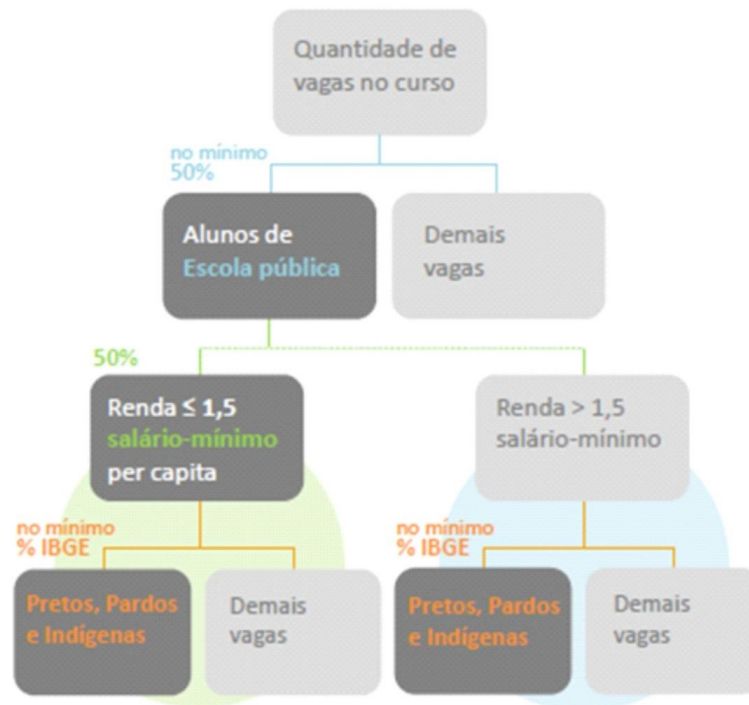 Quantidade de
vagas no curso
no mínimo
50%
Alunos de
Escola pública
Demais
vagas
50%
Renda ≤ 1,5
salário-mínimo
per capita
Renda > 1,5
salário-mínimo
no mínimo
% IBGE
Pretos, Pardos
e Indígenas
Demais
vagas
no mínimo
% IBGE
Pretos, Pardos
e Indígenas
Demais
vagas